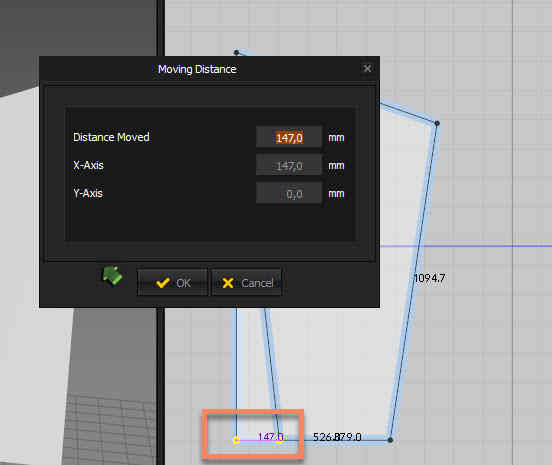 Moving Distance
Distance Moved 147,0 mm
X-Axis 147,0 mm
Y-Axis 0,0 mm
OK Cancel
1094.7
147.0